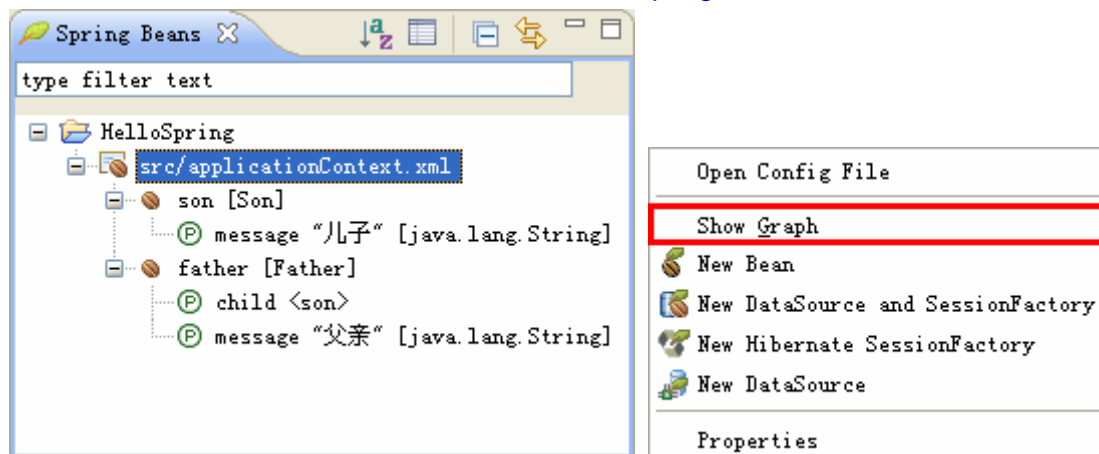 Spring Beans
type filter text
HelloSpring
src/applicationContext.xml
son [Son]
message “儿子” [java.lang.String]
father [Father]
child <son>
message “父亲” [java.lang.String]
Open Config File
Show Graph
New Bean
New DataSource and SessionFactory
New Hibernate SessionFactory
New DataSource
Properties